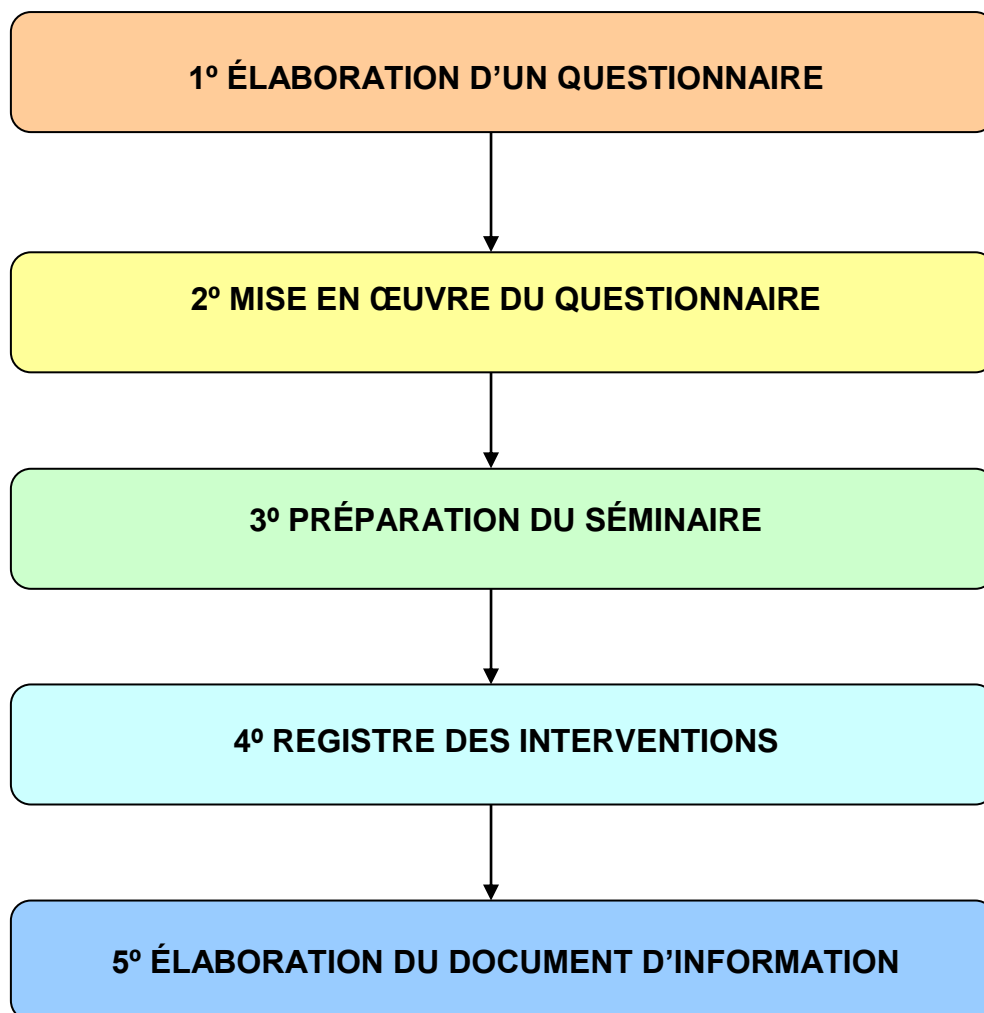 1º ÉLABORATION D’UN QUESTIONNAIRE
2º MISE EN ŒUVRE DU QUESTIONNAIRE
3º PRÉPARATION DU SÉMINAIRE
4º REGISTRE DES INTERVENTIONS
5º ÉLABORATION DU DOCUMENT D’INFORMATION